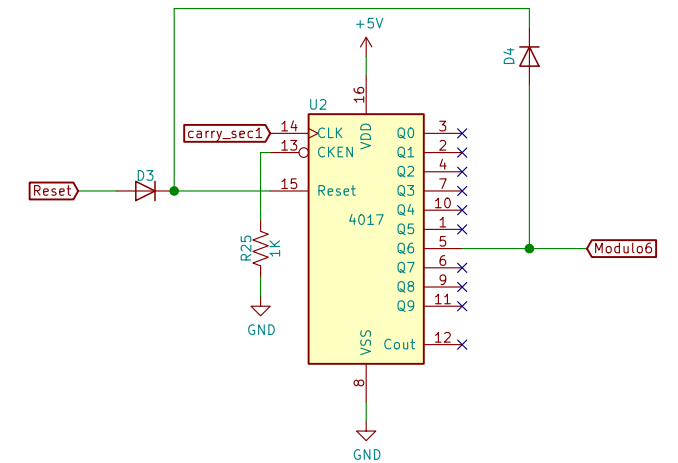 +5V
D4
16
U2
carry_sec1
14
CLK
VDD
Q0
3
13
CKEN
Q1
2
Q2
4
D3
Reset
15
Reset
Q3
7
4017
Q4
10
Q5
1
R25
1K
Q6
5
Modulo6
Q7
6
Q8
9
Q9
11
GND
VSS
Cout
12
8
GND